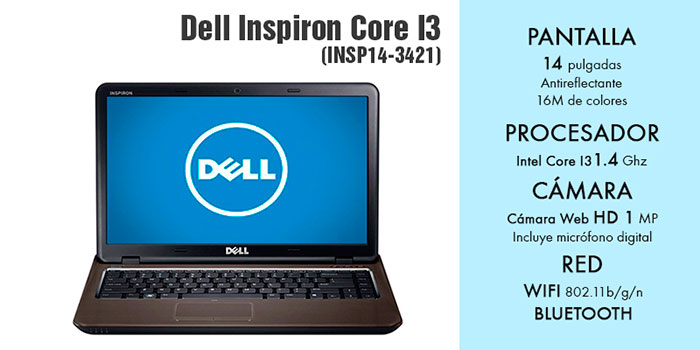 Dell Inspiron Core I3
(INSP14-3421)
INSPIRON
DELL
DELL
PANTALLA
14 pulgadas
Antireflectante
16M de colores
PROCESADOR
Intel Core I3 1.4 Ghz
CÁMARA
Cámara Web HD 1 MP
Incluye micrófono digital
RED
WIFI 802.11b/g/n
BLUETOOTH